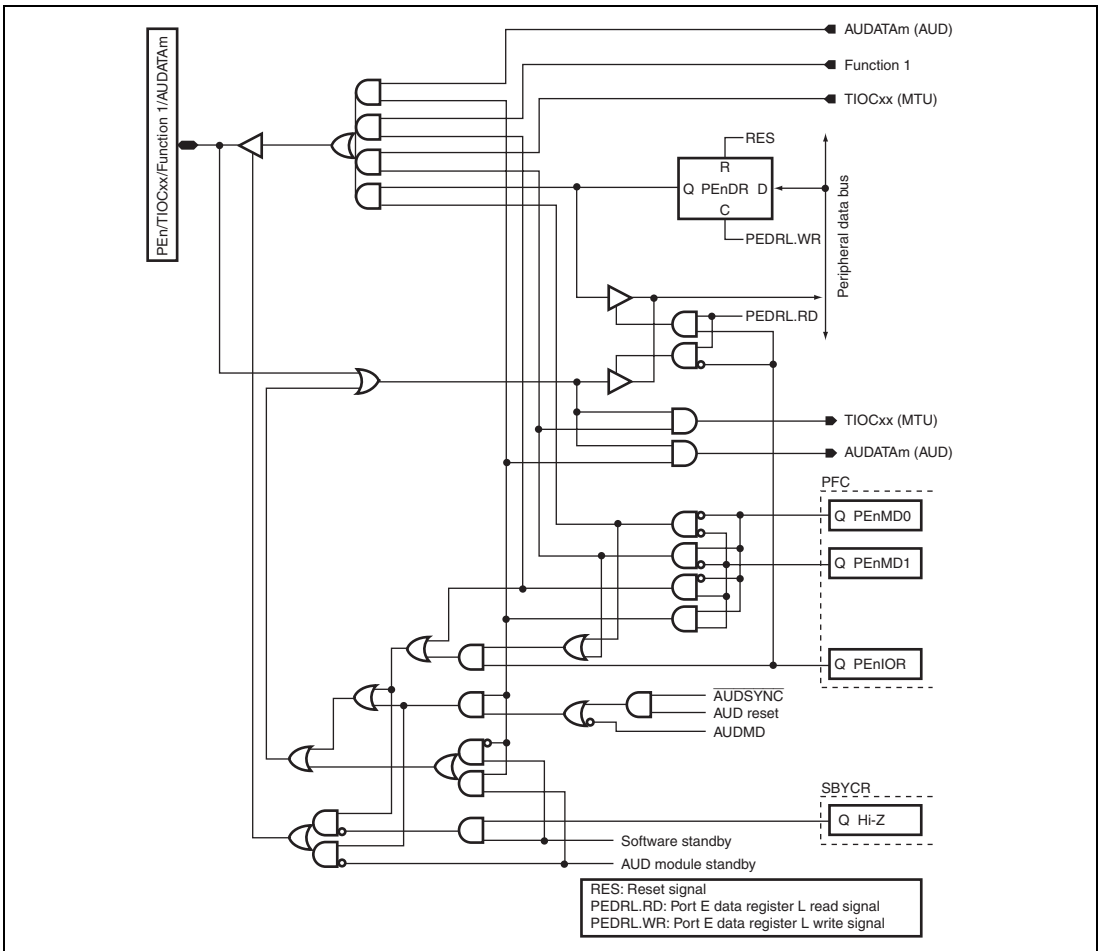 PEn/TIOCxx/Function 1/AUDATAm
AUDATAm (AUD)
Function 1
TIOCxx (MTU)
RES
R
Q PEnDR D
C
PEDRL.WR
Peripheral data bus
PEDRL.RD
TIOCxx (MTU)
AUDATAm (AUD)
PFC
Q PEnMD0
Q PEnMD1
Q PEnIOR
AUDSYNC
AUD reset
AUDMD
SBYCR
Q Hi-Z
Software standby
AUD module standby
RES: Reset signal
PEDRL.RD: Port E data register L read signal
PEDRL.WR: Port E data register L write signal